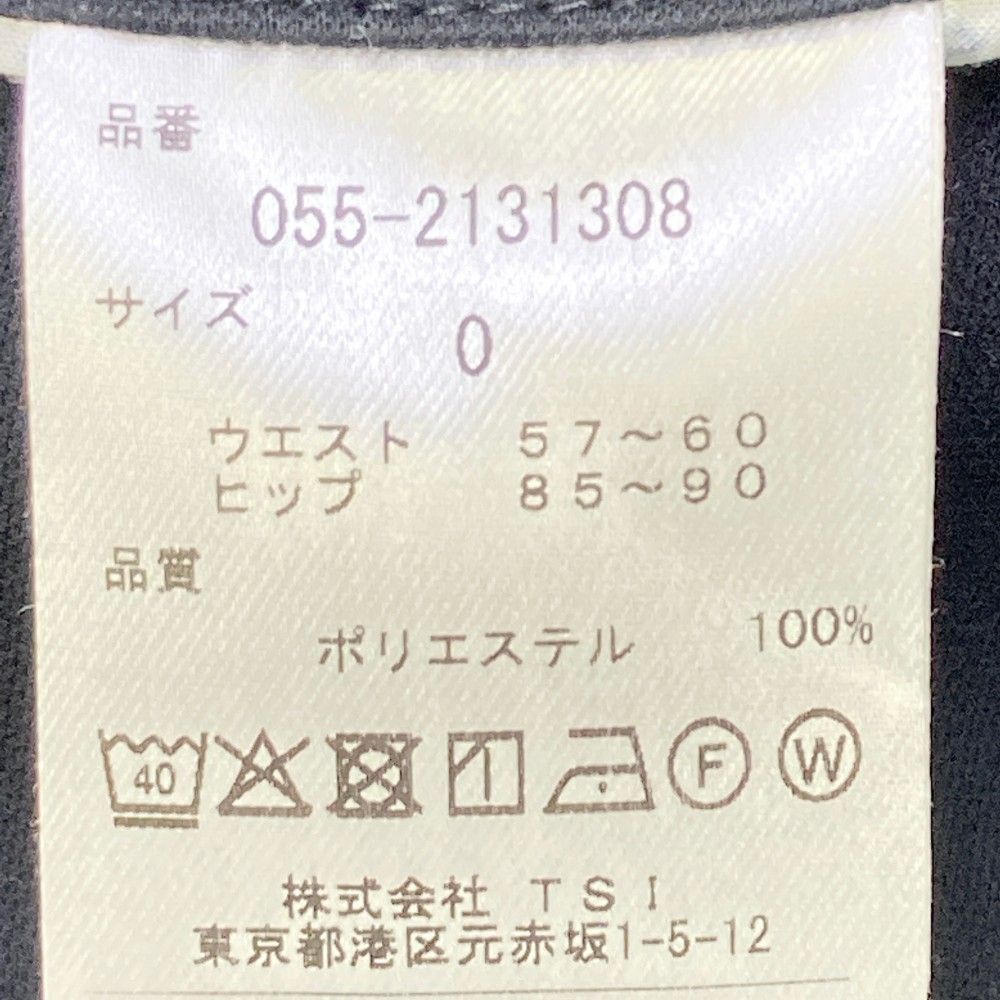 品番
055-2131308
サイズ
0
ウエスト 57～60
ヒップ 85～90
品質
ポリエステル 100%
40 F W
株式会社 TSI
東京都港区元赤坂1-5-12